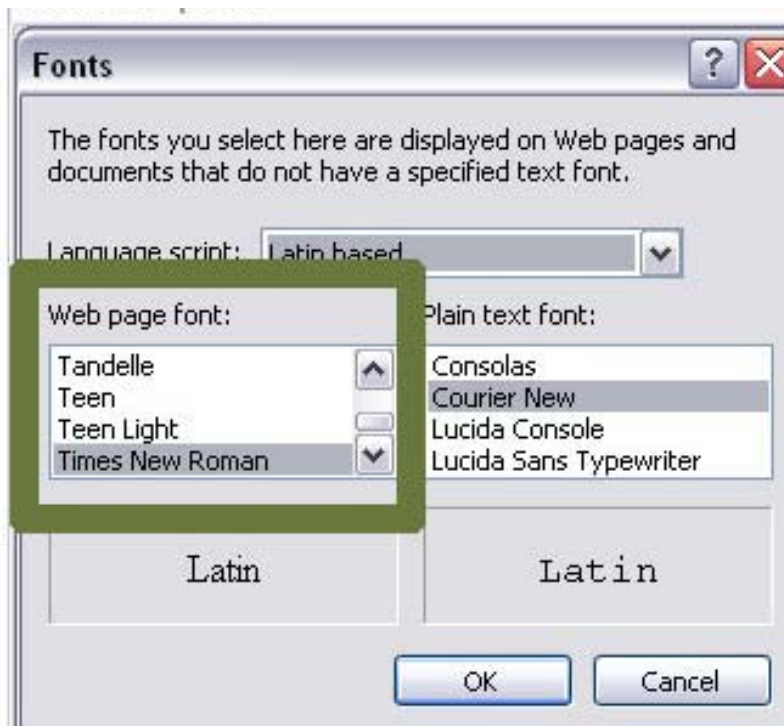 Fonts
The fonts you select here are displayed on Web pages and
documents that do not have a specified text font.
Language script: Latin based
Web page font:
Tandelle
Teen
Teen Light
Times New Roman
Plain text font:
Consolas
Courier New
Lucida Console
Lucida Sans Typewriter
Latin
Latin
OK
Cancel